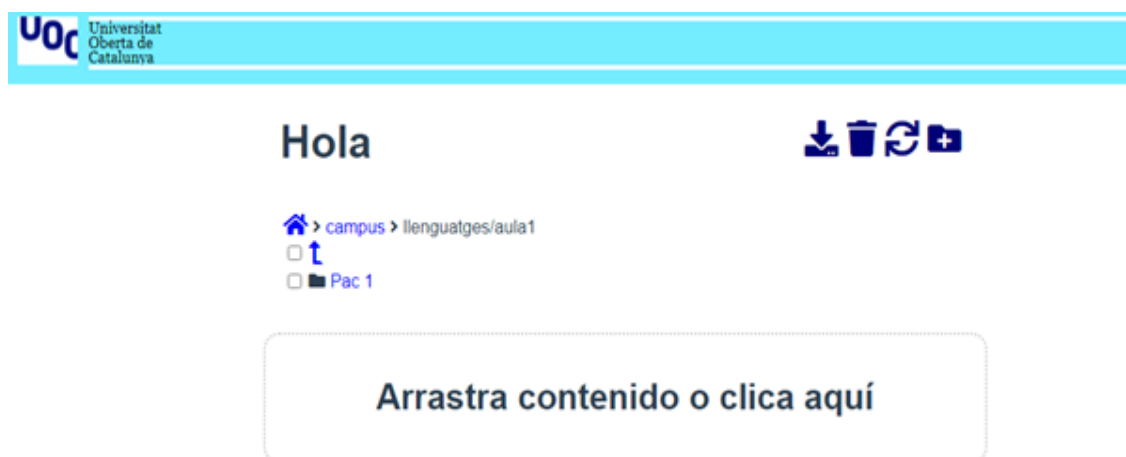 UOC
Universitat
Oberta de
Catalunya
Hola
> campus > llenguatges/aula1
Pac 1
Arrastra contenido o clica aquí